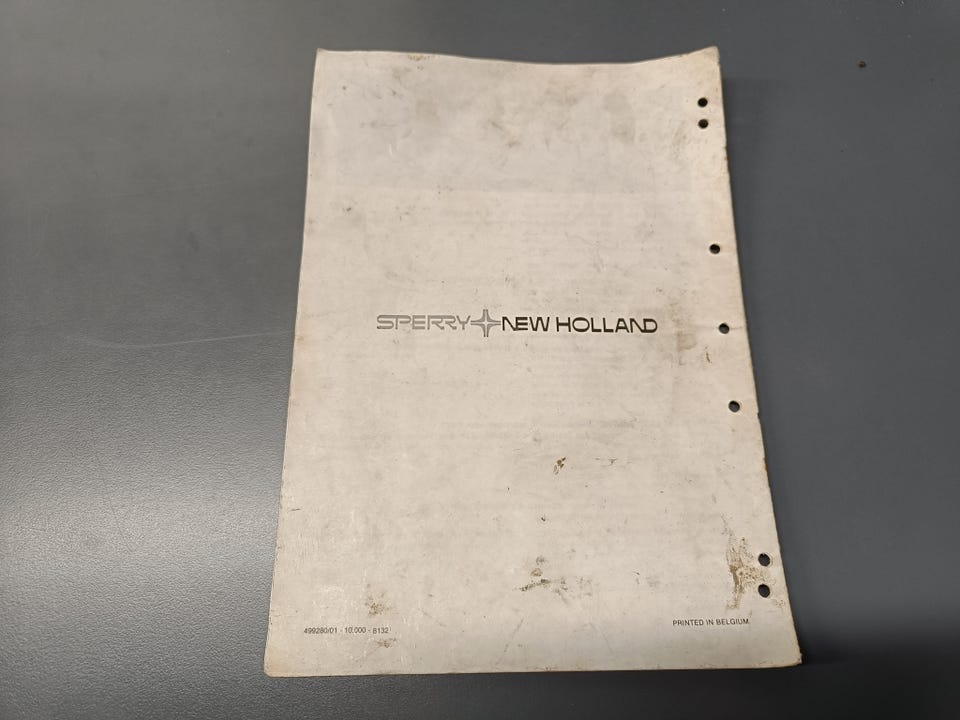 SPERRY NEW HOLLAND
499280/01 - 10.000 - 8132
PRINTED IN BELGIUM